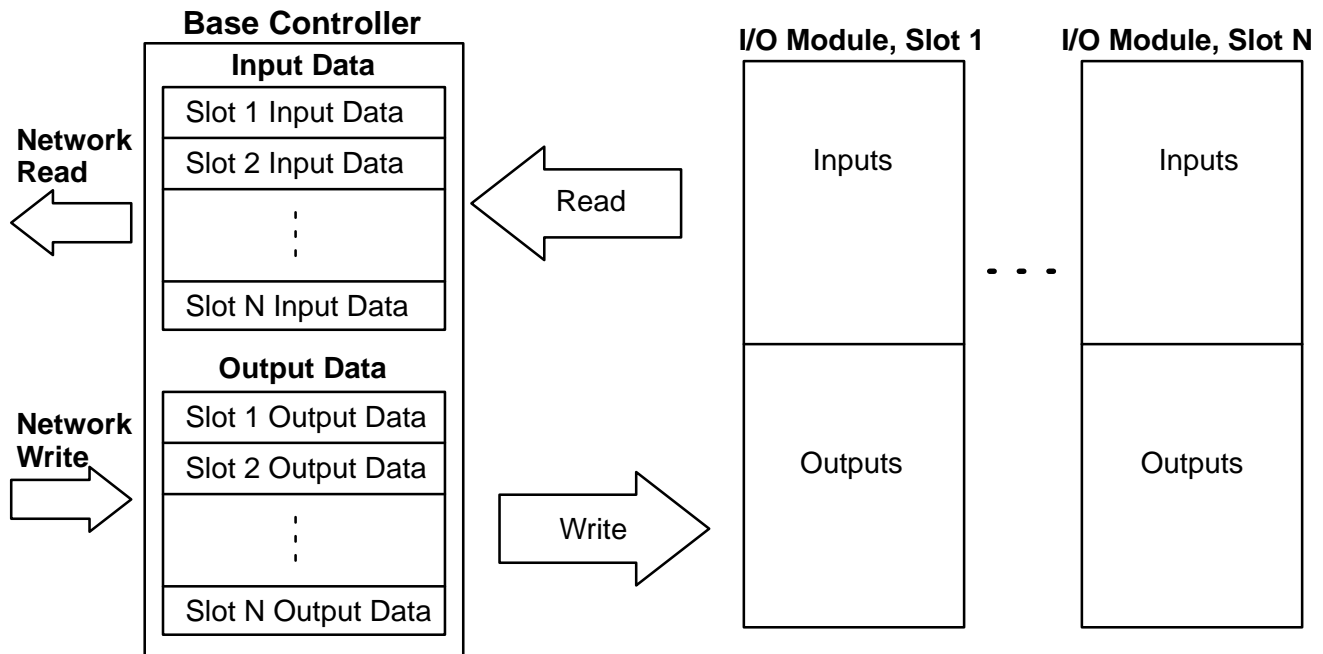 Base Controller
Input Data
Slot 1 Input Data
Slot 2 Input Data
Slot N Input Data
Output Data
Slot 1 Output Data
Slot 2 Output Data
Slot N Output Data
Network
Read
Network
Write
Read
Write
I/O Module, Slot 1
Inputs
Outputs
I/O Module, Slot N
Inputs
Outputs